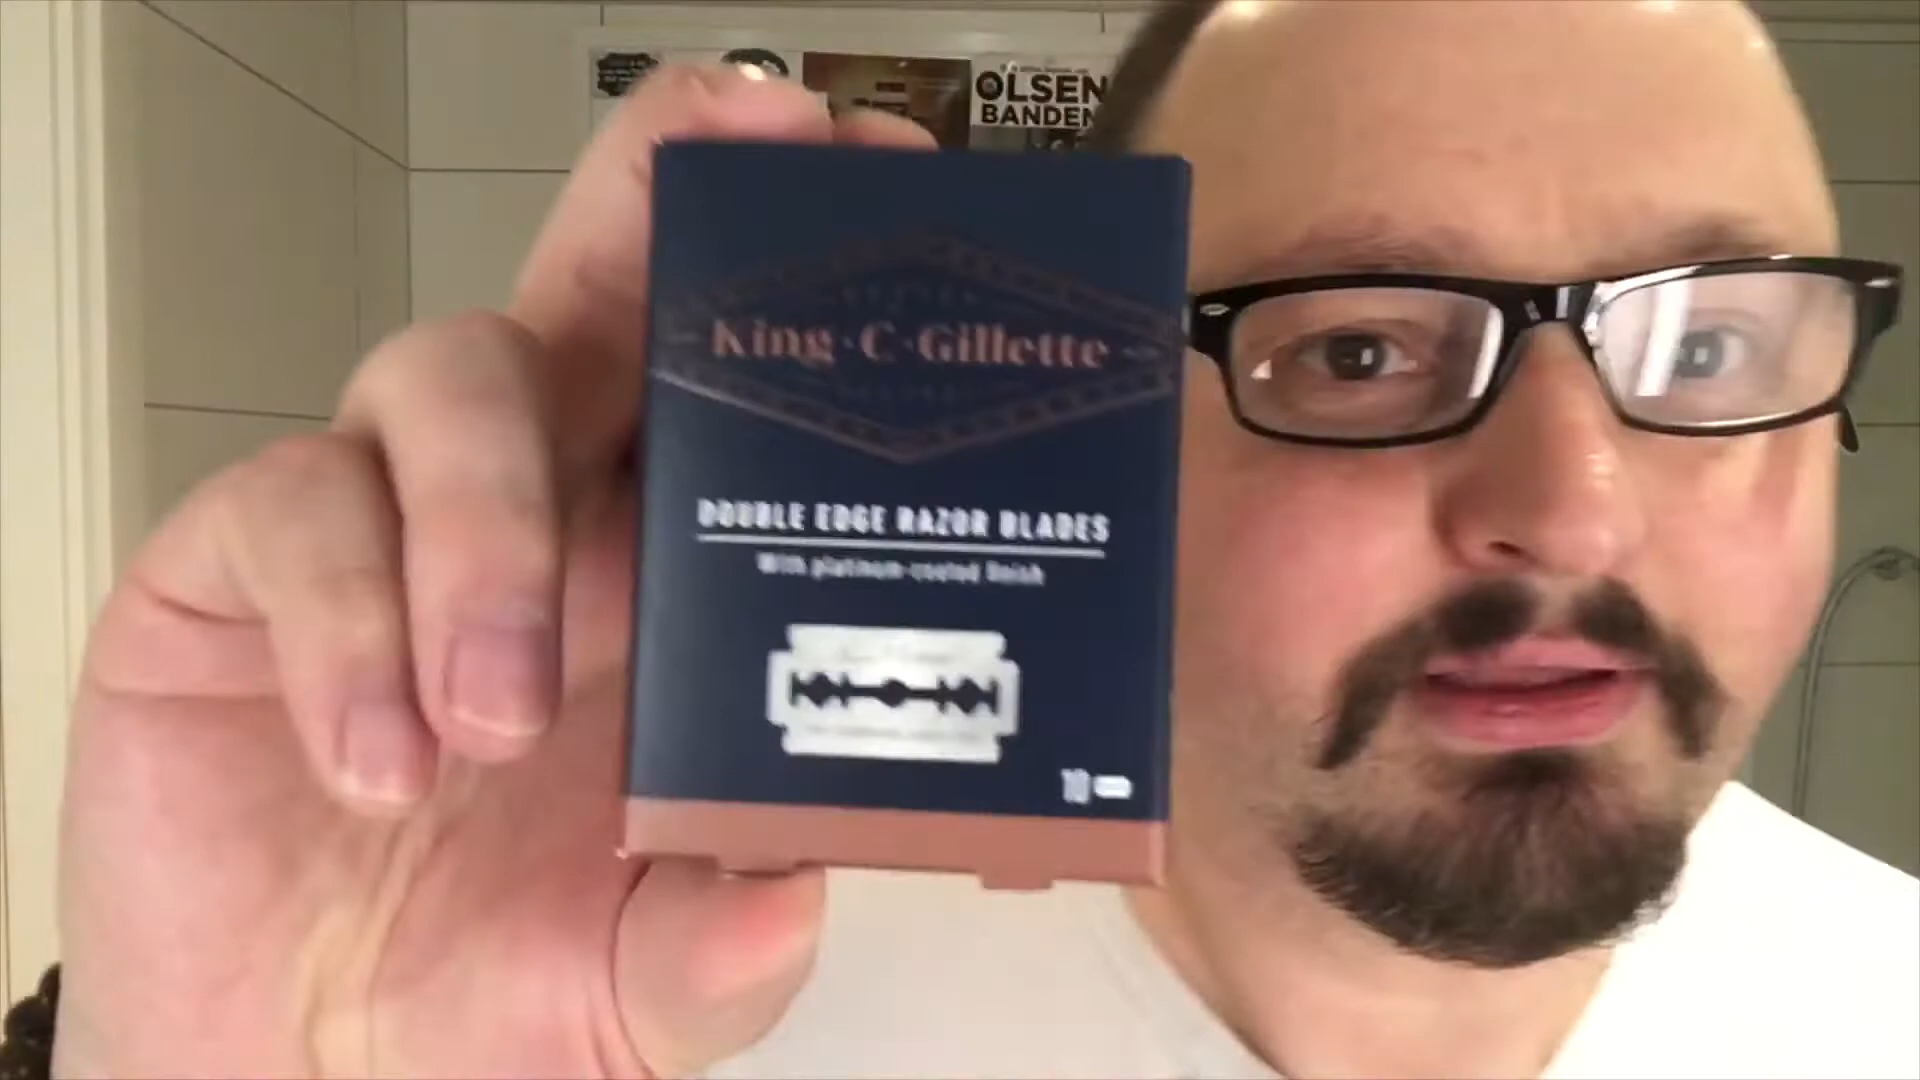 OLSEN
BANDEN
King·C·Gillette
DOUBLE EDGE RAZOR BLADES
With platinum-coated finish
10